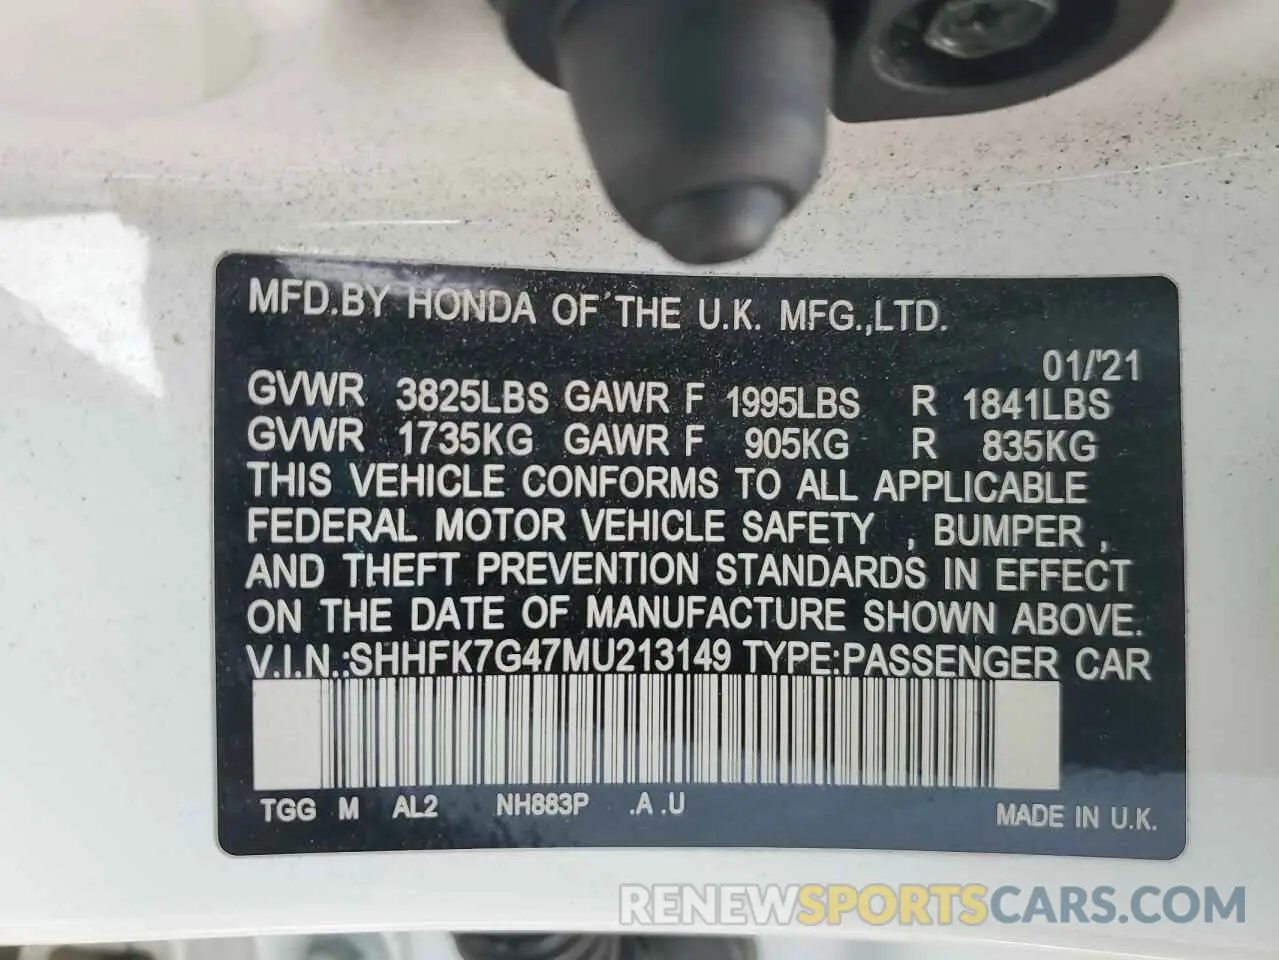 MFD.BY HONDA OF THE U.K. MFG.,LTD.
01/'21
GVWR 3825LBS GAWR F 1995LBS R 1841LBS
GVWR 1735KG GAWR F 905KG R 835KG
THIS VEHICLE CONFORMS TO ALL APPLICABLE
FEDERAL MOTOR VEHICLE SAFETY , BUMPER ,
AND THEFT PREVENTION STANDARDS IN EFFECT
ON THE DATE OF MANUFACTURE SHOWN ABOVE.
V.I.N.:SHHFK7G47MU213149 TYPE:PASSENGER CAR
TGG M AL2 NH883P .A .U MADE IN U.K.
RENEWSPORTSCARS.COM